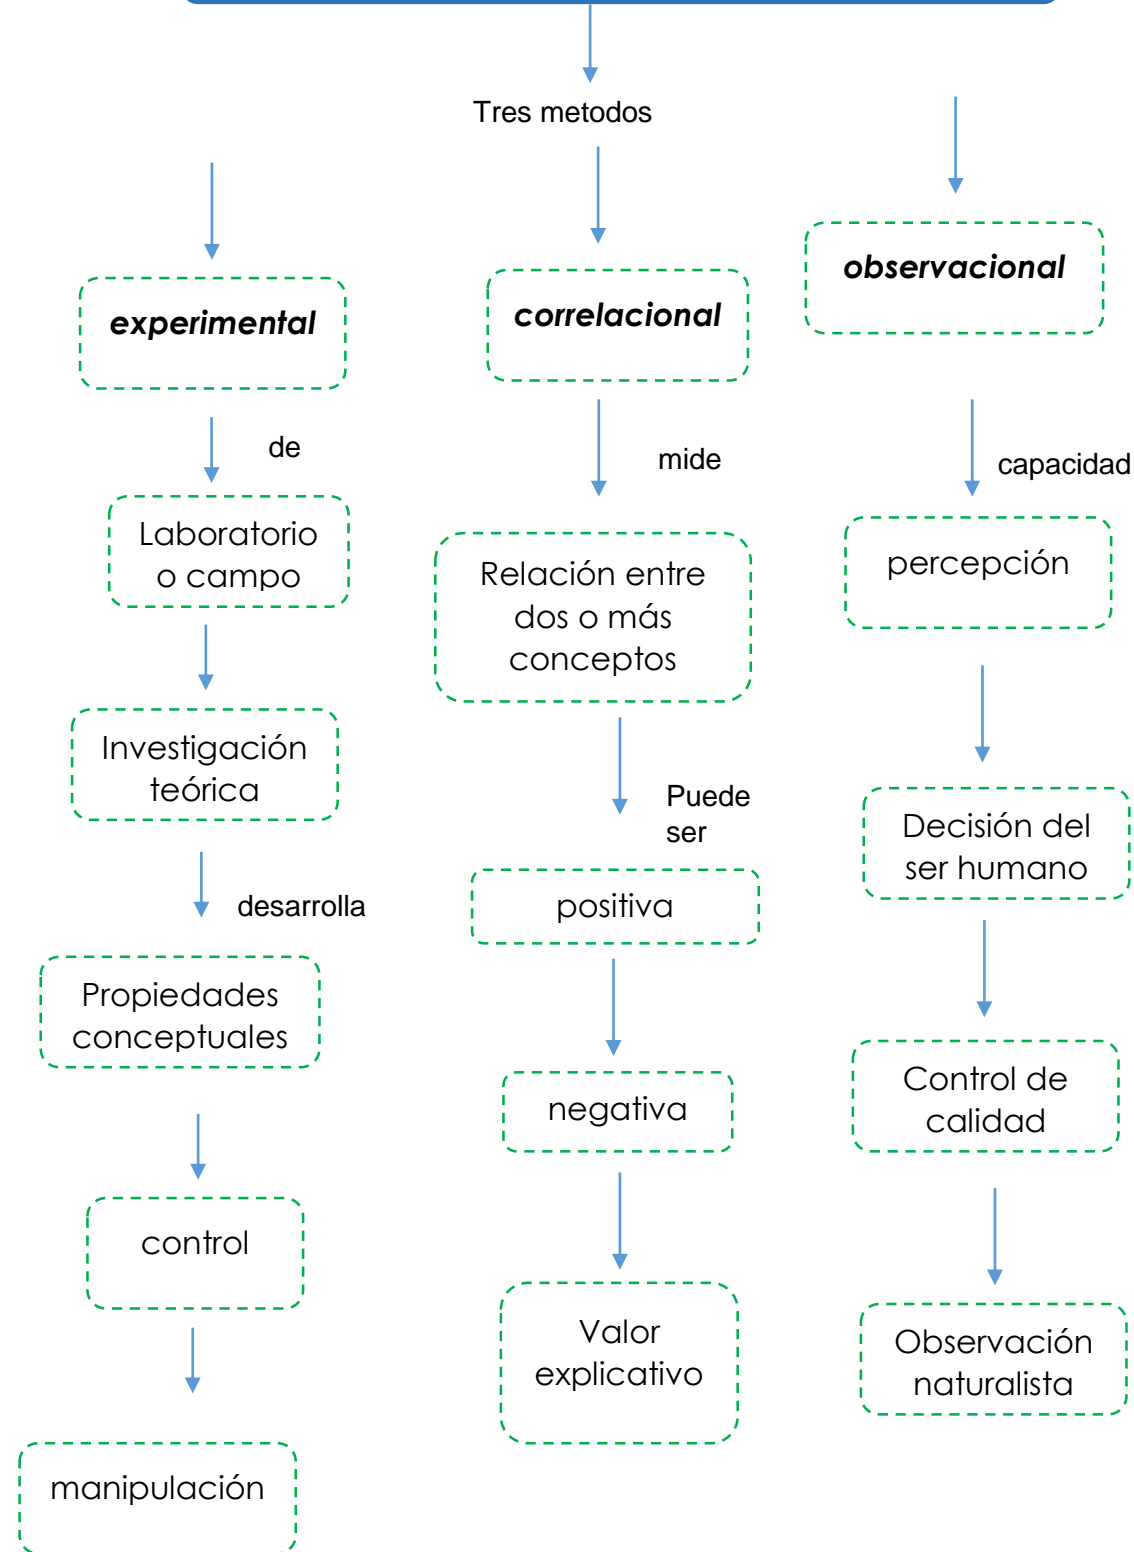 Tres metodos
experimental
de
Laboratorio
o campo
Investigación
teórica
desarrolla
Propiedades
conceptuales
control
manipulación
correlacional
mide
Relación entre
dos o más
conceptos
Puede
ser
positiva
negativa
Valor
explicativo
observacional
capacidad
percepción
Decisión del
ser humano
Control de
calidad
Observación
naturalista